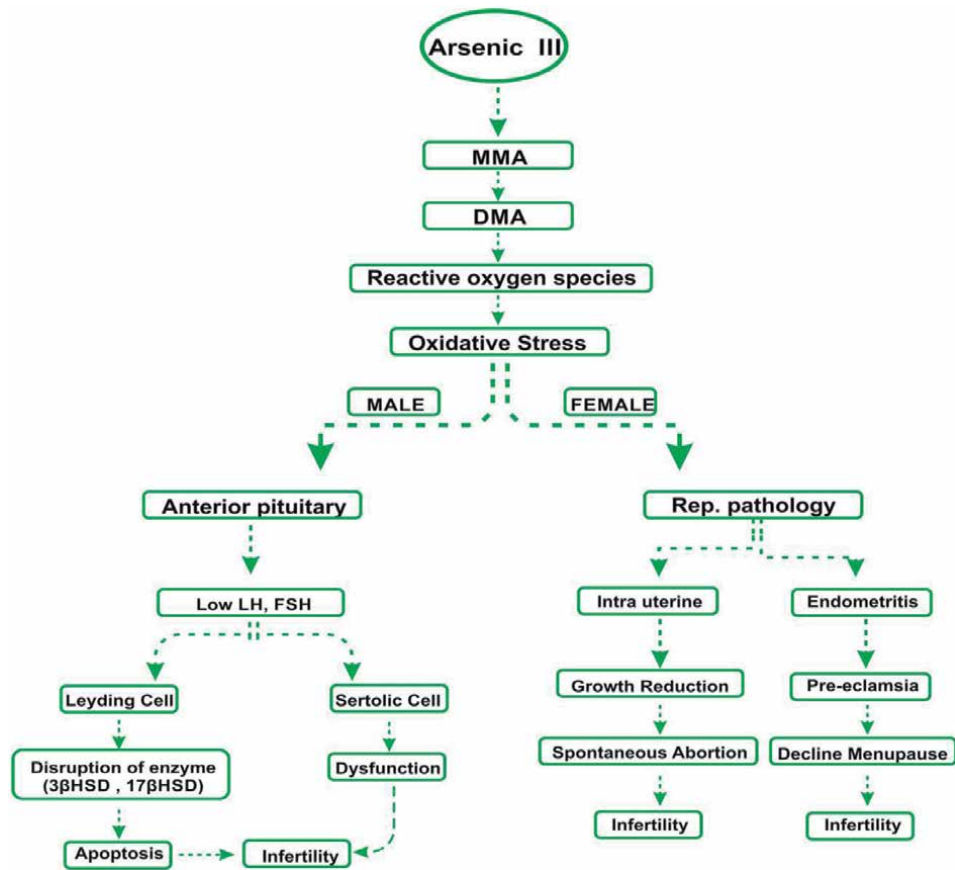 Arsenic III
MMA
DMA
Reactive oxygen species
Oxidative Stress
MALE
FEMALE
Anterior pituitary
Rep. pathology
Low LH, FSH
Intra uterine
Endometritis
Leyding Cell
Sertolic Cell
Growth Reduction
Pre-eclamsia
Disruption of enzyme
(3βHSD , 17βHSD)
Dysfunction
Spontaneous Abortion
Decline Menupause
Apoptosis
Infertility
Infertility
Infertility